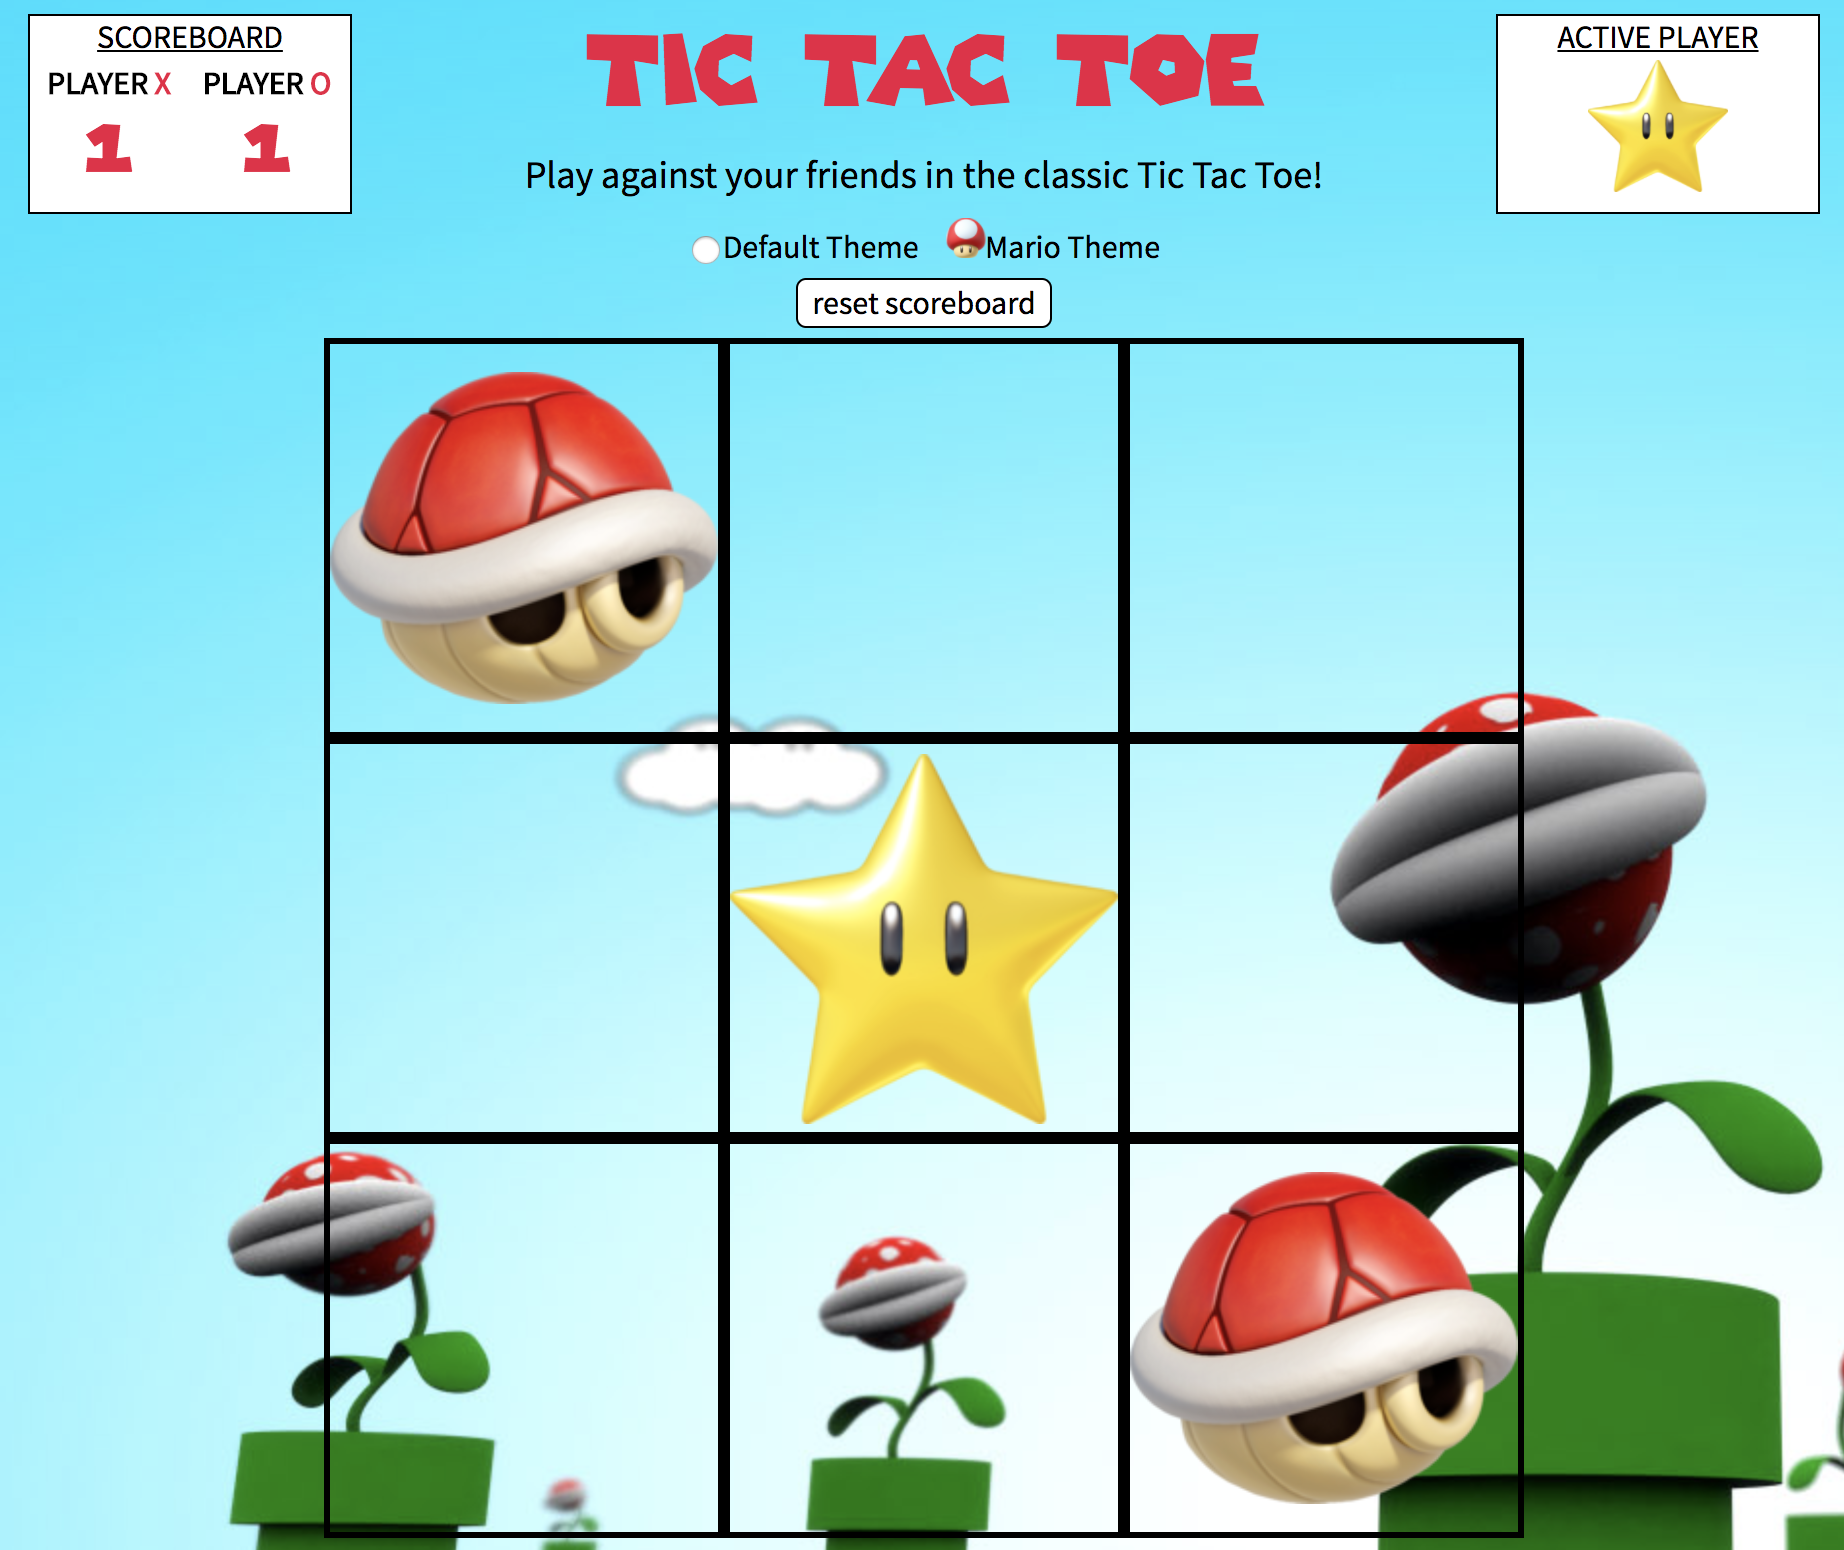 SCOREBOARD
PLAYER X PLAYER O
1 1
TIC TAC TOE
Play against your friends in the classic Tic Tac Toe!
Default Theme Mario Theme
reset scoreboard
ACTIVE PLAYER